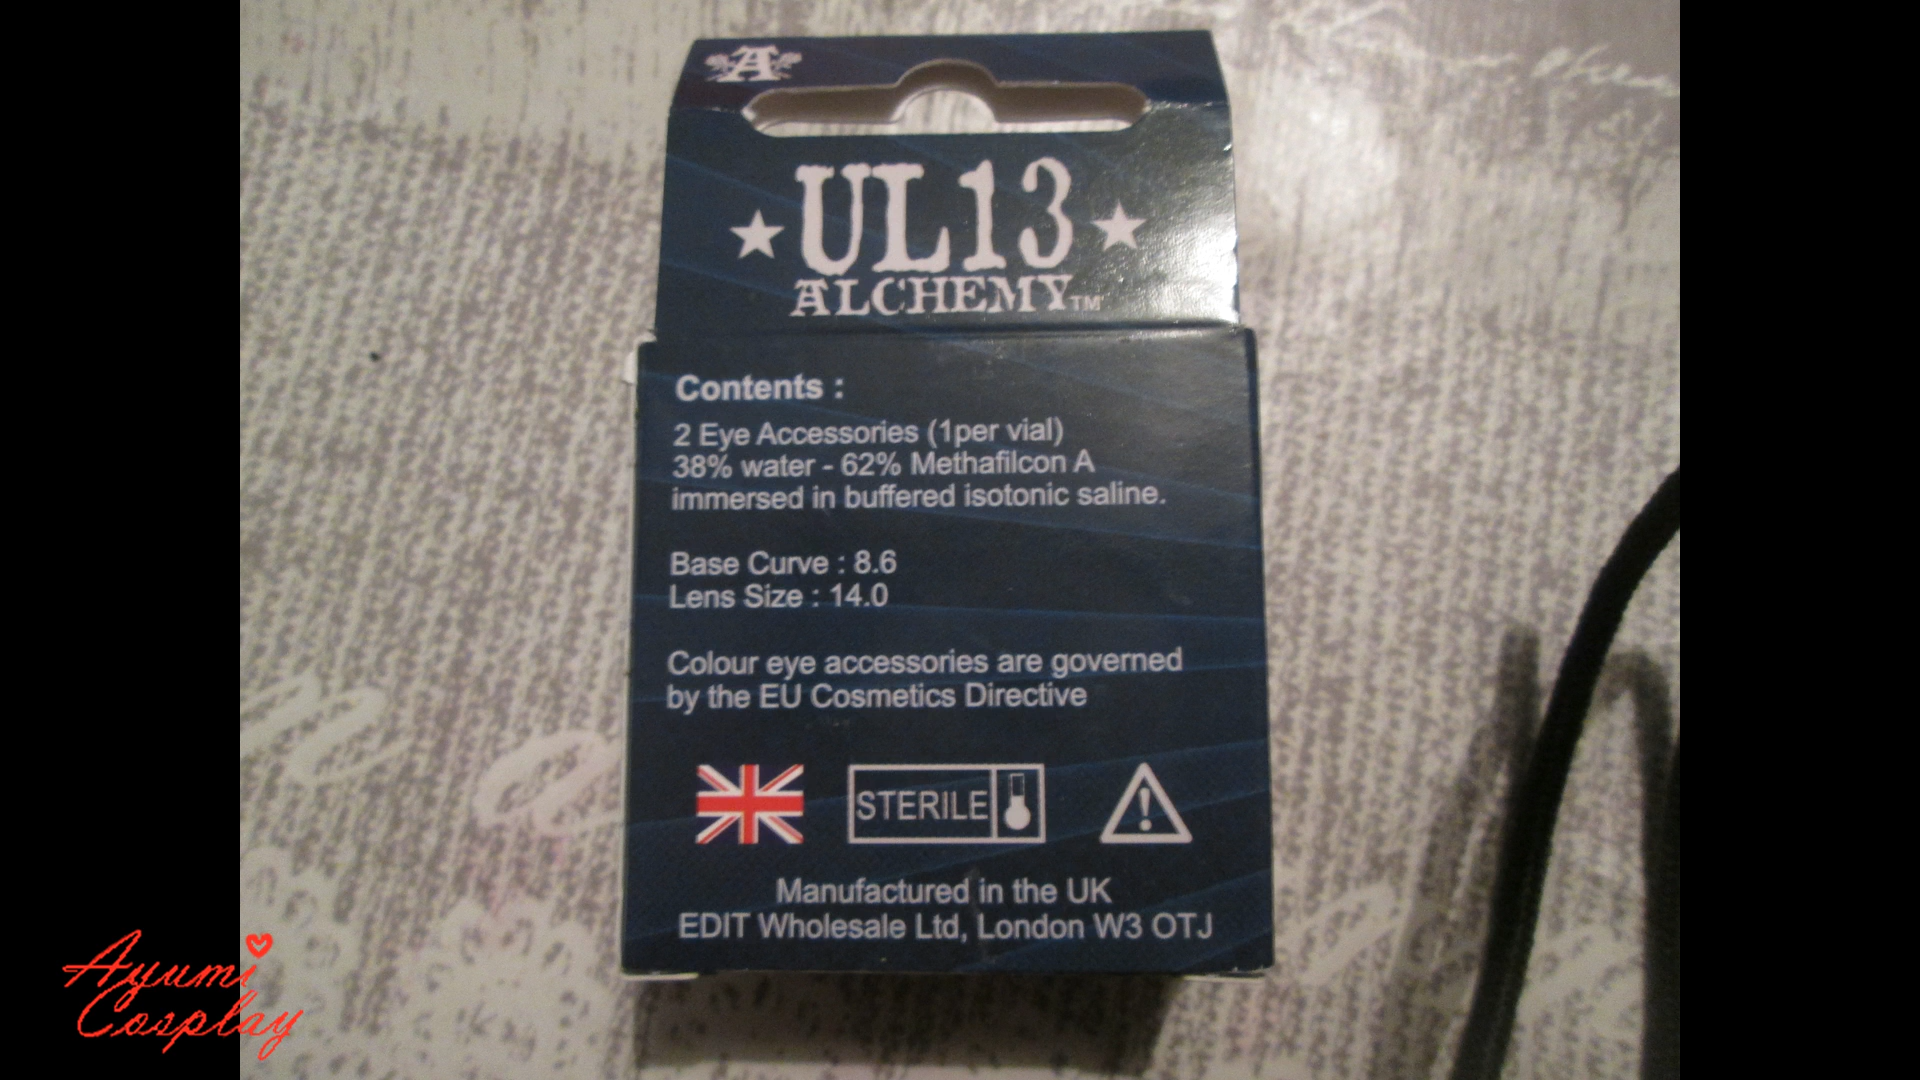 A
UL13
ALCHEMY™
Contents :
2 Eye Accessories (1per vial)
38% water - 62% Methafilcon A
immersed in buffered isotonic saline.
Base Curve : 8.6
Lens Size : 14.0
Colour eye accessories are governed
by the EU Cosmetics Directive
STERILE
Manufactured in the UK
EDIT Wholesale Ltd, London W3 OTJ
Ayumi
Cosplay